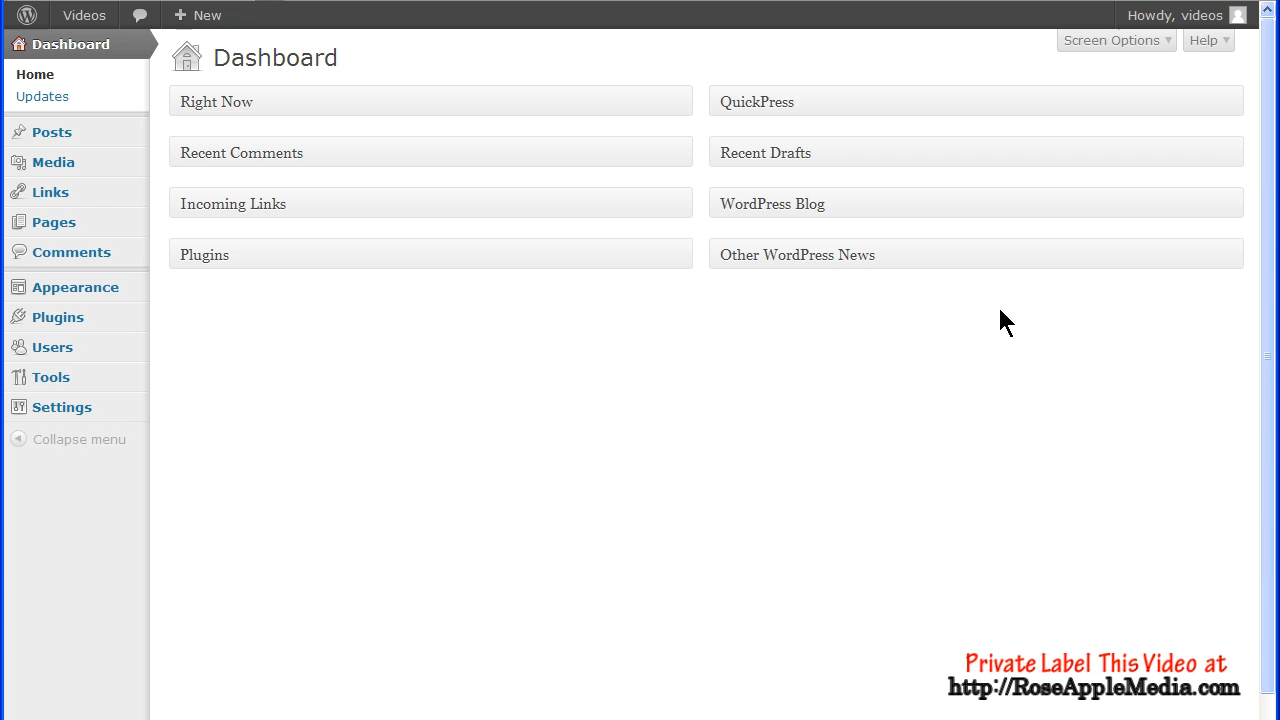 Videos
New
Howdy, videos
Dashboard
Home
Updates
Posts
Media
Links
Pages
Comments
Appearance
Plugins
Users
Tools
Settings
Collapse menu
Screen Options
Help
Dashboard
Right Now
QuickPress
Recent Comments
Recent Drafts
Incoming Links
WordPress Blog
Plugins
Other WordPress News
Private Label This Video at
http://RoseAppleMedia.com